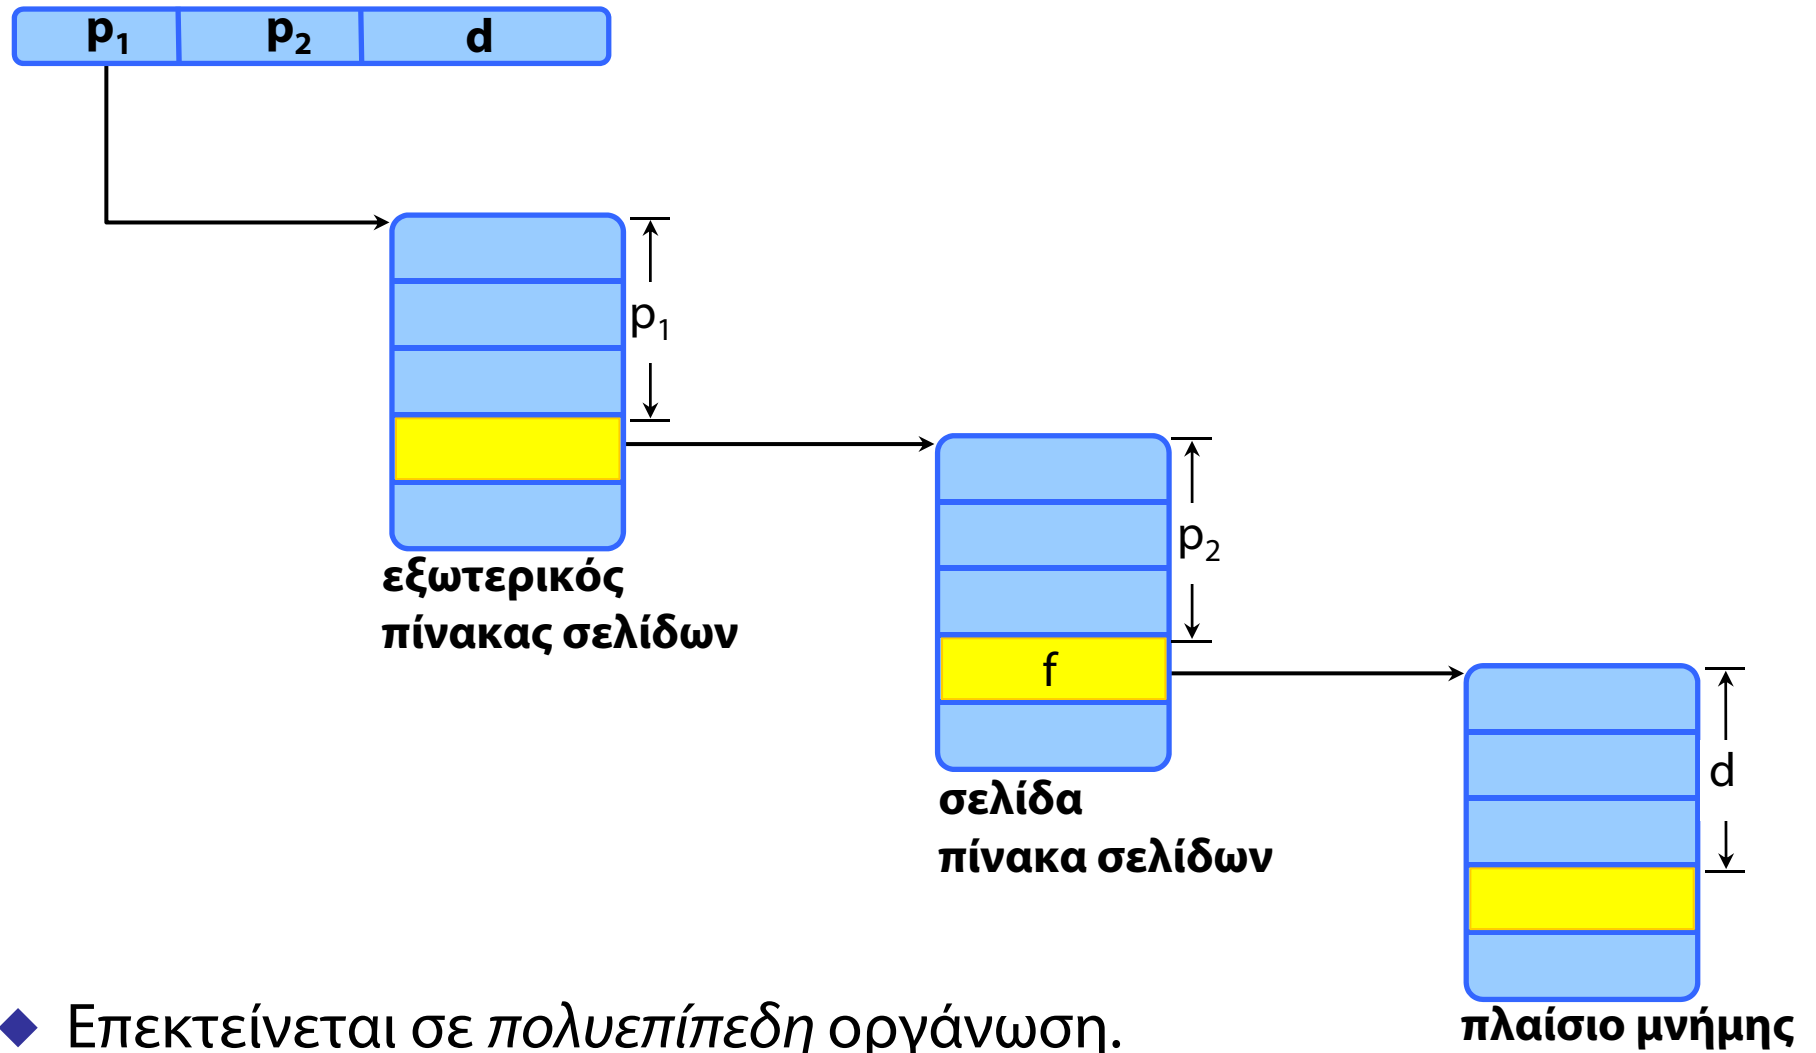 p₁ p₂ d
p₁
εξωτερικός
πίνακας σελίδων
p₂
f
σελίδα
πίνακα σελίδων
d
πλαίσιο μνήμης
Επεκτείνεται σε πολυεπίπεδη οργάνωση.